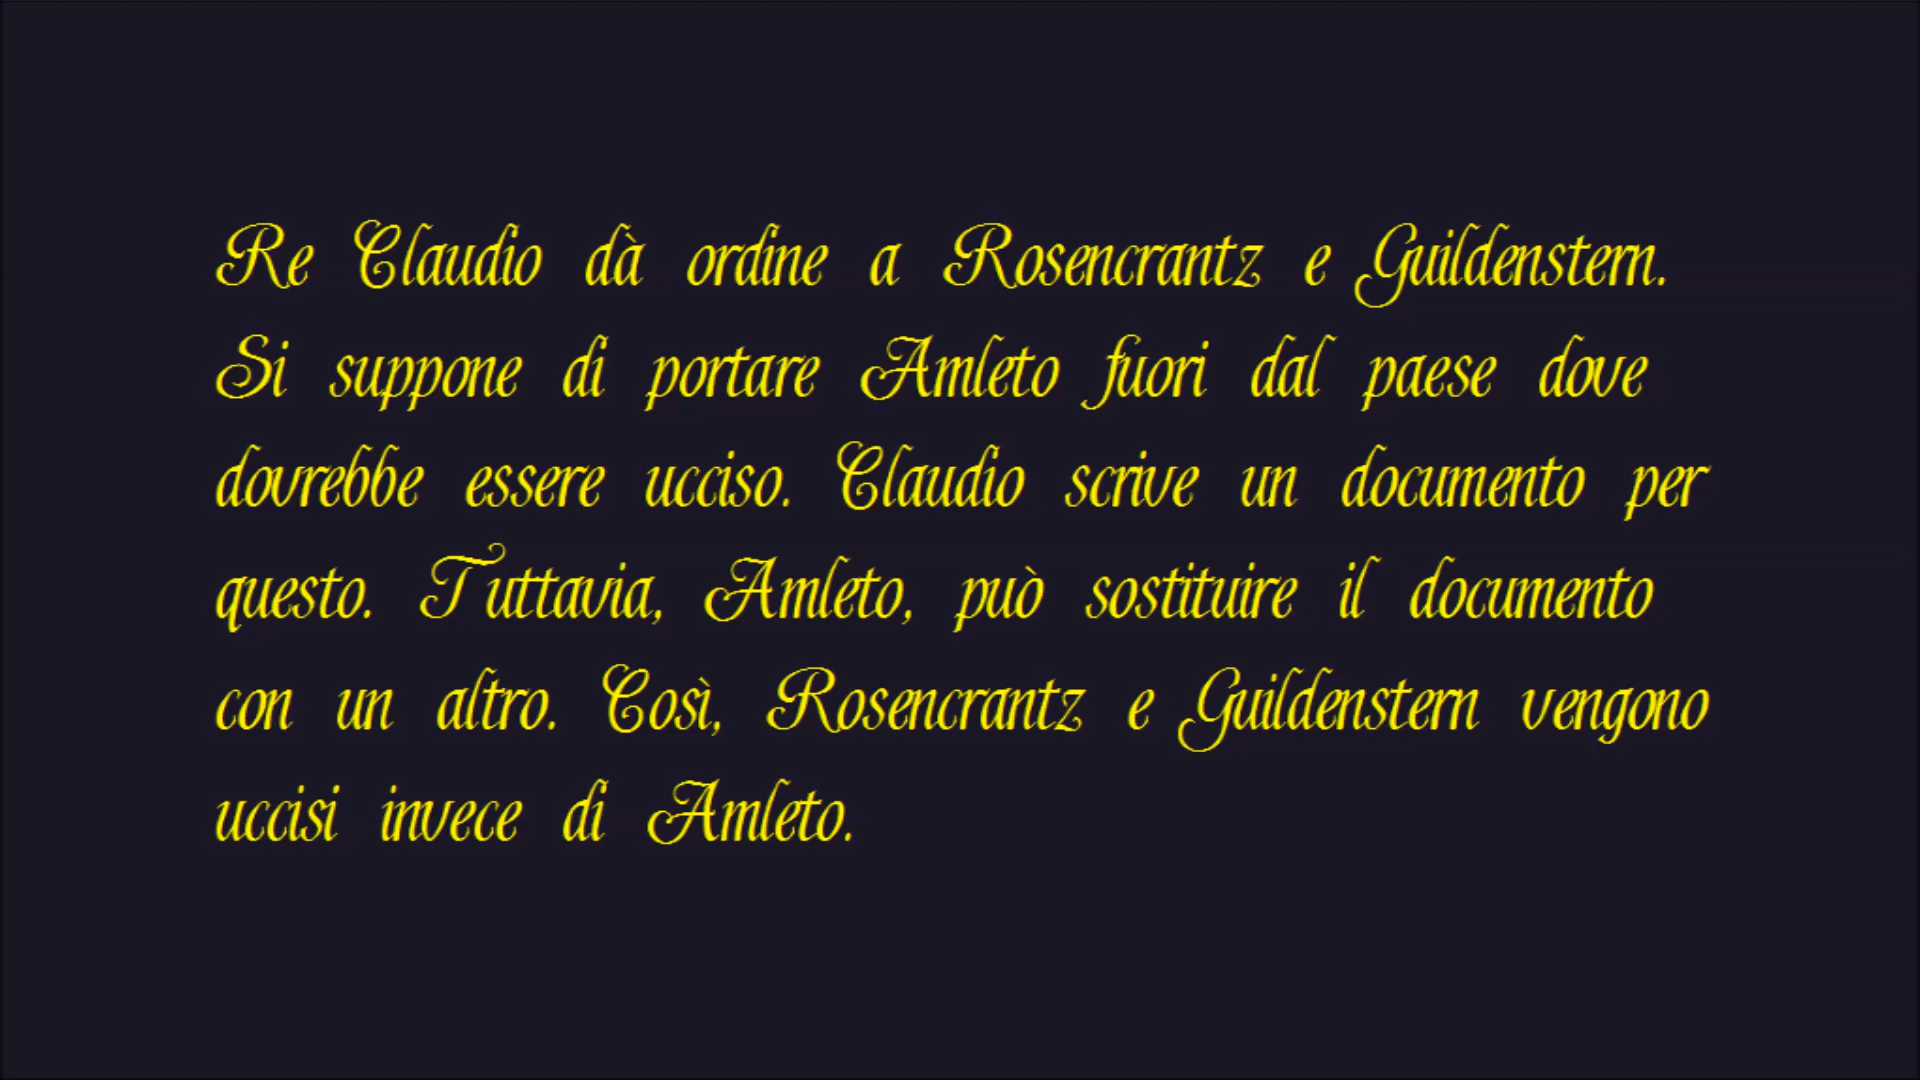 Re Claudio dà ordine a Rosencrantz e Guildenstern.
Si suppone di portare Amleto fuori dal paese dove
dovrebbe essere ucciso. Claudio scrive un documento per
questo. Tuttavia, Amleto, può sostituire il documento
con un altro. Così, Rosencrantz e Guildenstern vengono
uccisi invece di Amleto.